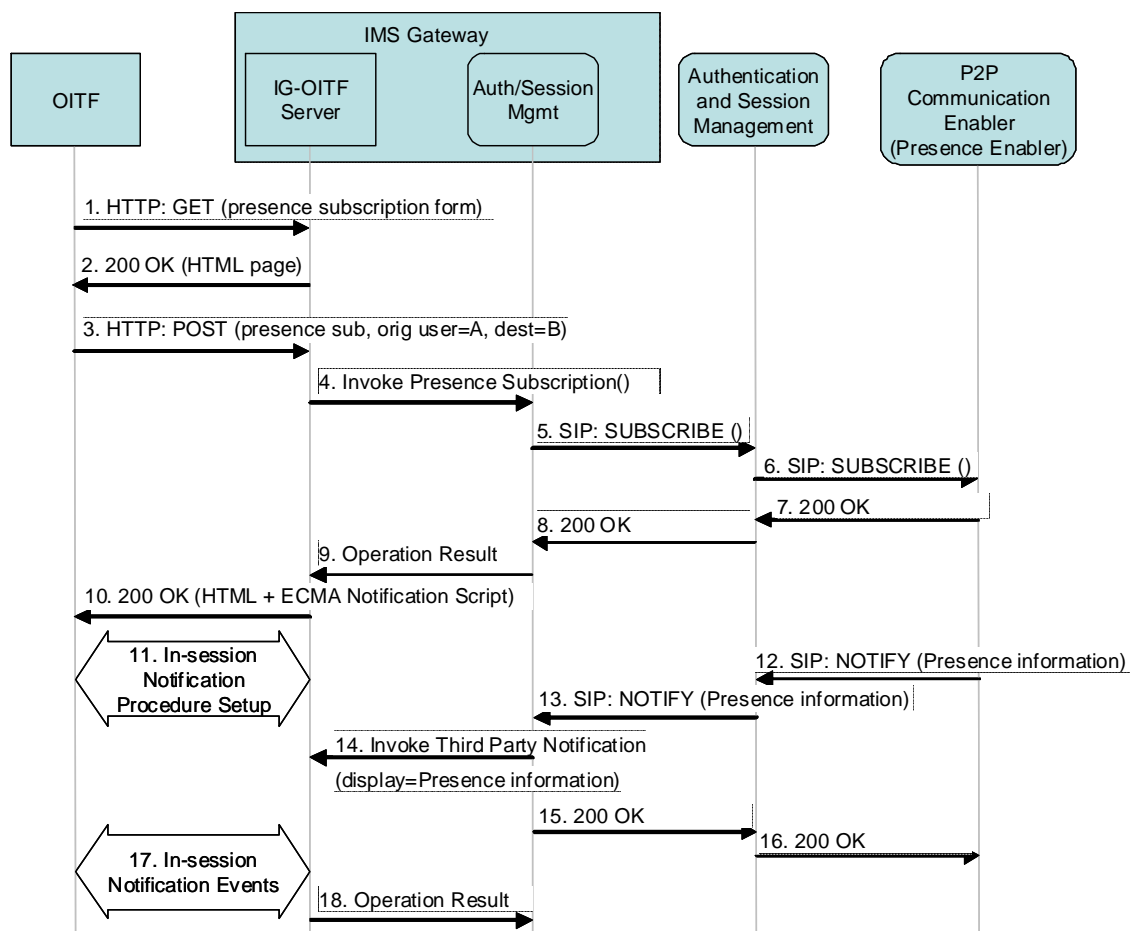 IMS Gateway
OITF
IG-OITF
Server
Auth/Session
Mgmt
Authentication
and Session
Management
P2P
Communication
Enabler
(Presence Enabler)
1. HTTP: GET (presence subscription form)
2. 200 OK (HTML page)
3. HTTP: POST (presence sub, orig user=A, dest=B)
4. Invoke Presence Subscription()
5. SIP: SUBSCRIBE ()
6. SIP: SUBSCRIBE ()
7. 200 OK
8. 200 OK
9. Operation Result
10. 200 OK (HTML + ECMA Notification Script)
11. In-session
Notification
Procedure Setup
12. SIP: NOTIFY (Presence information)
13. SIP: NOTIFY (Presence information)
14. Invoke Third Party Notification
(display=Presence information)
15. 200 OK
16. 200 OK
17. In-session
Notification Events
18. Operation Result